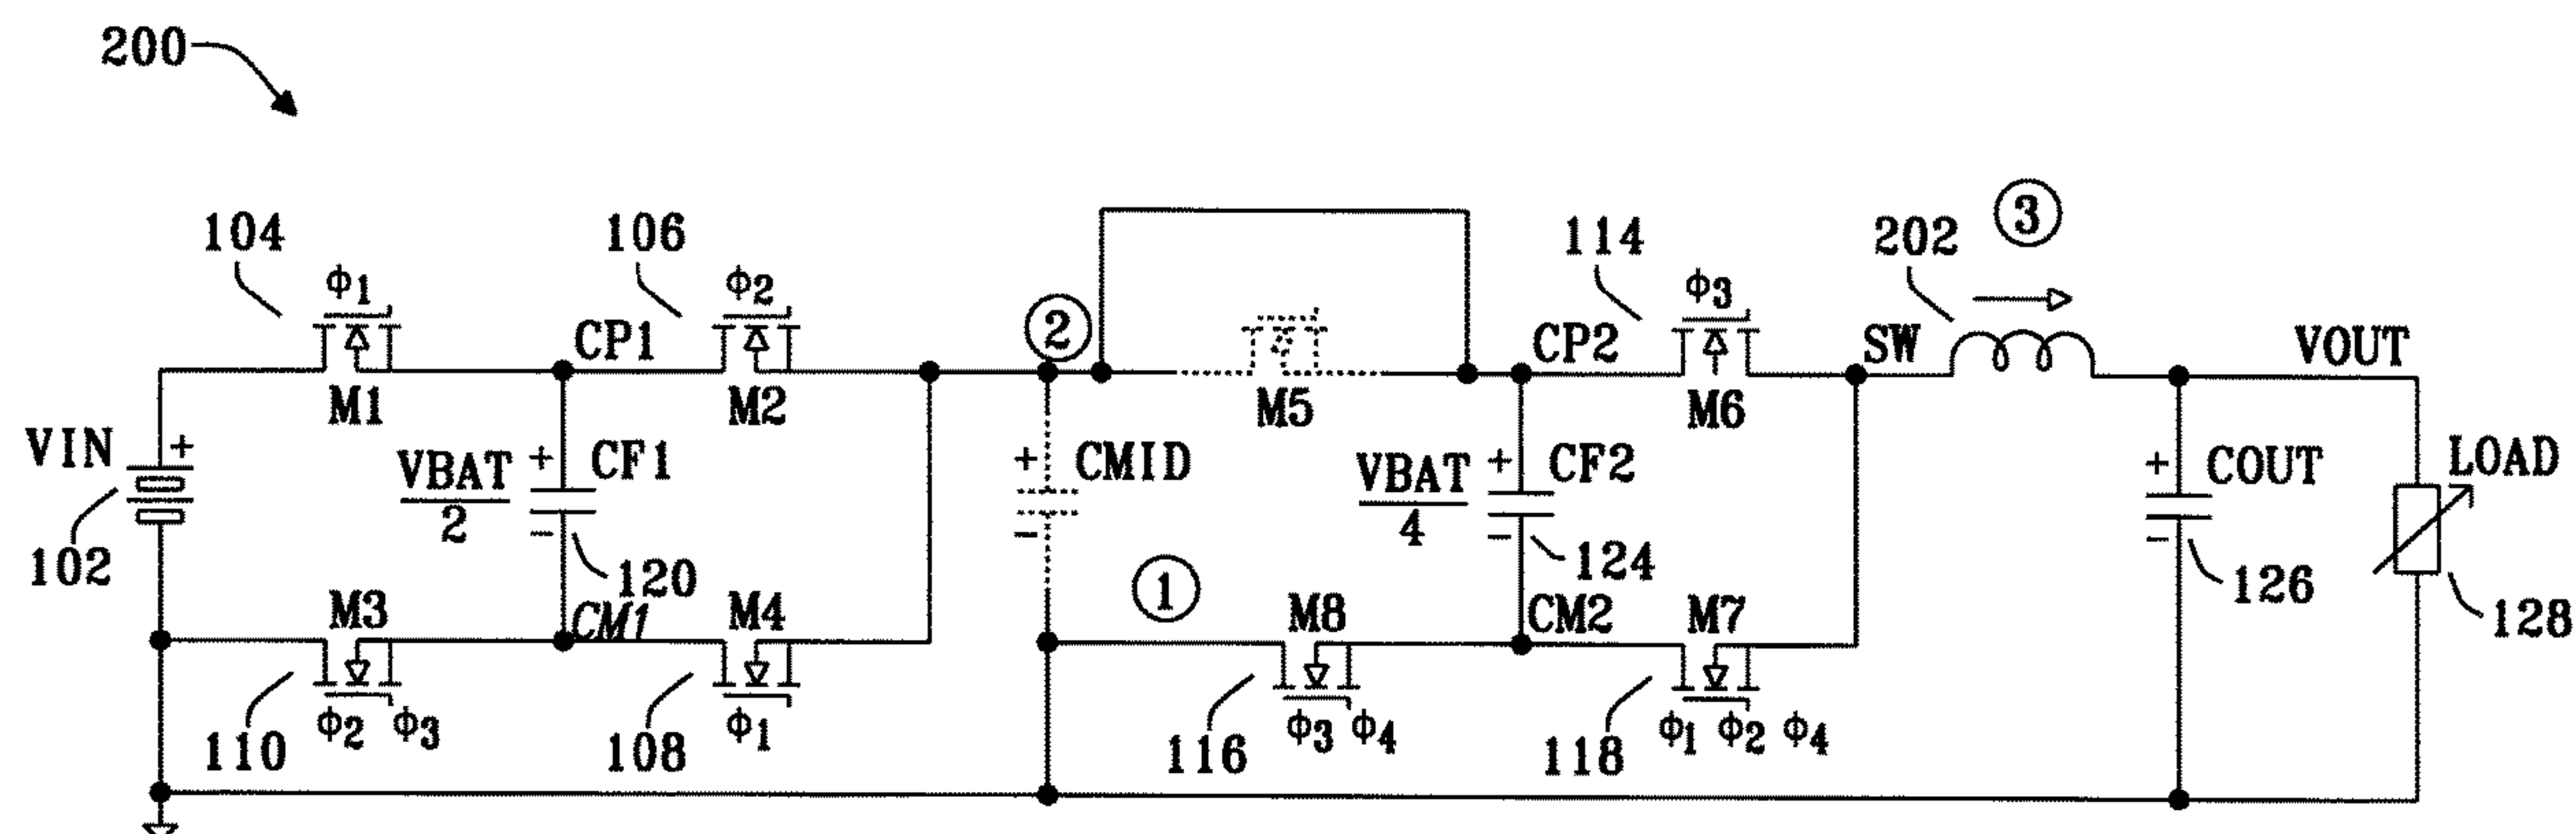 200
104
106
114
202
③
ϕ1
ϕ2
②
ϕ3
CP1
CP2
SW
VOUT
M1
M2
M5
M6
VIN
+
VBAT
2
+
CF1
+
CMID
VBAT
4
+
CF2
+
COUT
LOAD
102
−
120
−
①
−
124
−
126
128
M3
CM1
M4
M8
CM2
M7
110
ϕ2 ϕ3
108
ϕ1
116
ϕ3 ϕ4
118
ϕ1 ϕ2 ϕ4